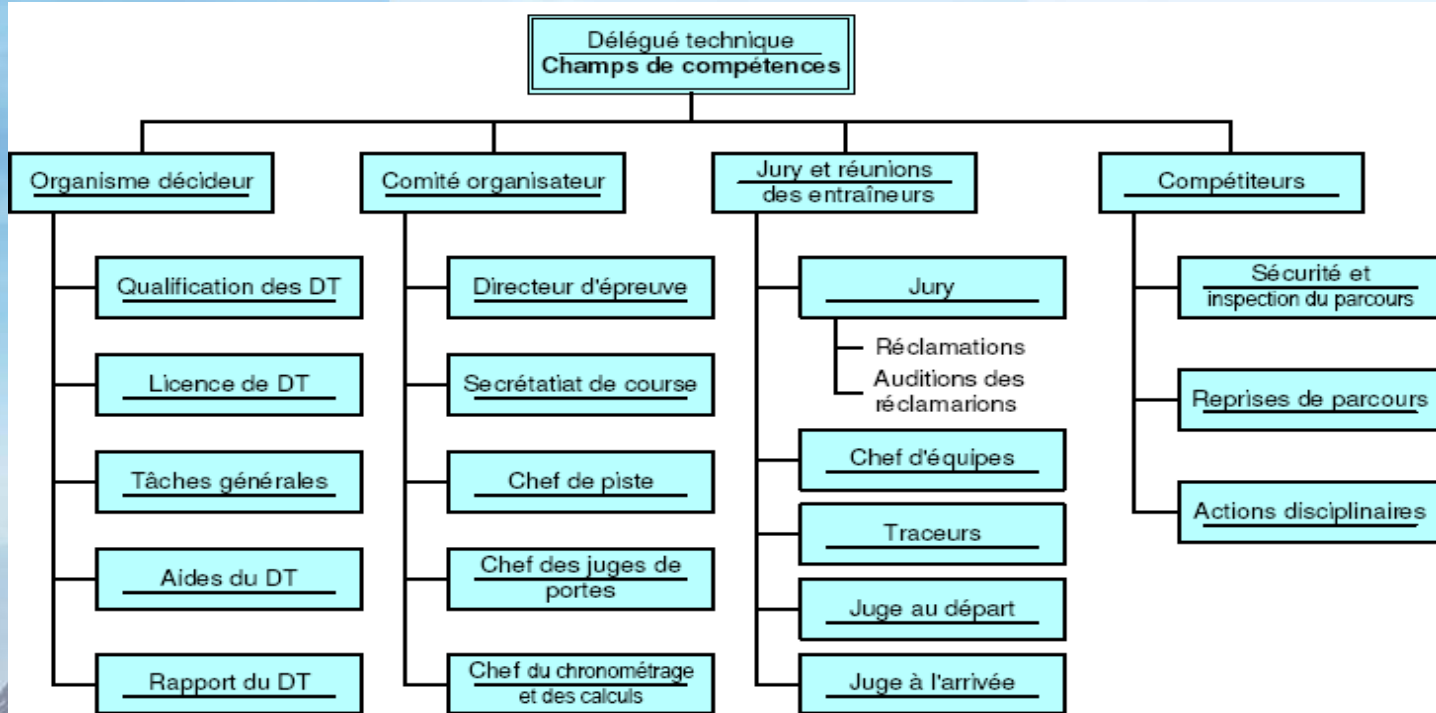 Délégué technique
Champs de compétences
Organisme décideur
Qualification des DT
Licence de DT
Tâches générales
Aides du DT
Rapport du DT
Comité organisateur
Directeur d'épreuve
Secrétatiat de course
Chef de piste
Chef des juges de
portes
Chef du chronométrage
et des calculs
Jury et réunions
des entraîneurs
Jury
Réclamations
Auditions des
réclamarions
Chef d'équipes
Traceurs
Juge au départ
Juge à l'arrivée
Compétiteurs
Sécurité et
inspection du parcours
Reprises de parcours
Actions disciplinaires